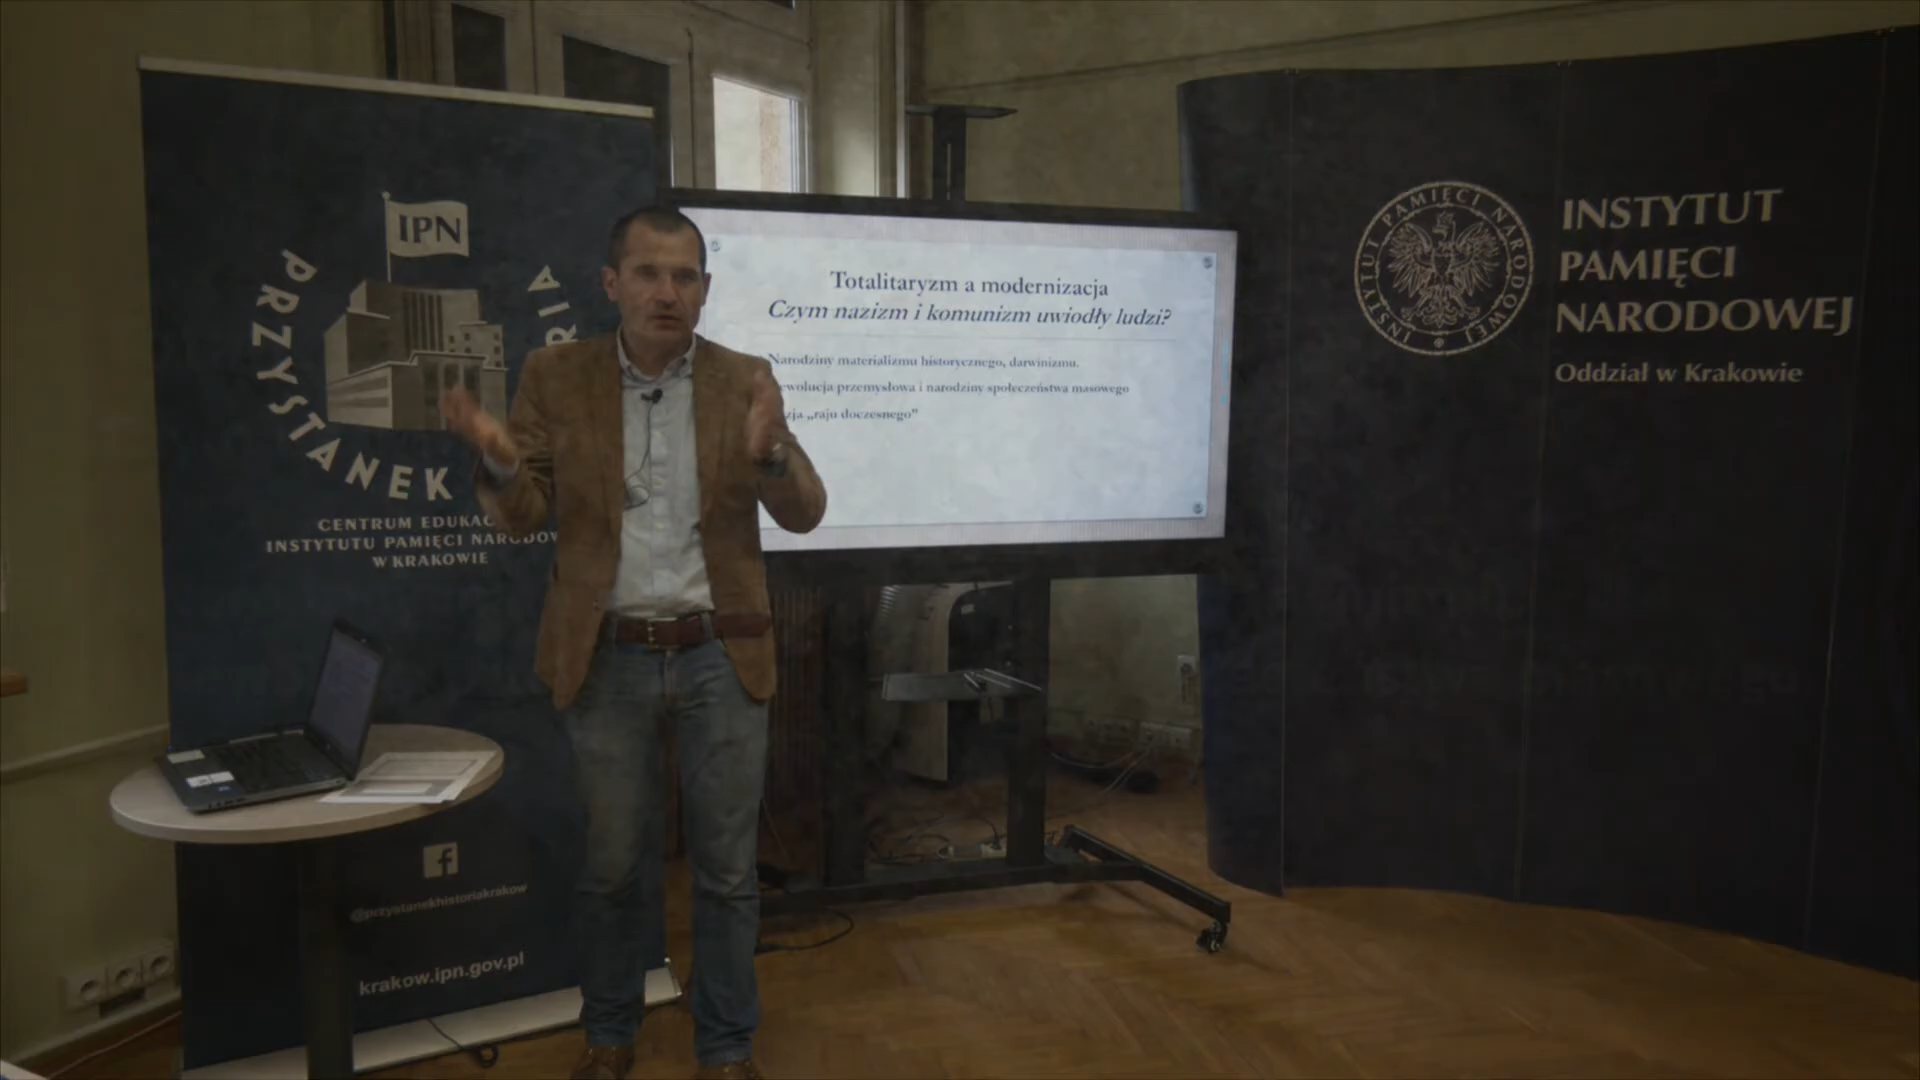 IPN
PRZYSTANEK
RIA
CENTRUM EDUKAC
INSTYTUTU PAMIĘCI NARODOW
W KRAKOWIE
@przystanekhistoriakrakow
krakow.ipn.gov.pl
Totalitaryzm a modernizacja
Czym nazizm i komunizm uwiodły ludzi?
Narodziny materializmu historycznego, darwinizmu.
ewolucja przemysłowa i narodziny społeczeństwa masowego
zja „raju doczesnego”
INSTYTUT PAMIĘCI NARODOWEJ
INSTYTUT
PAMIĘCI
NARODOWEJ
Oddział w Krakowie